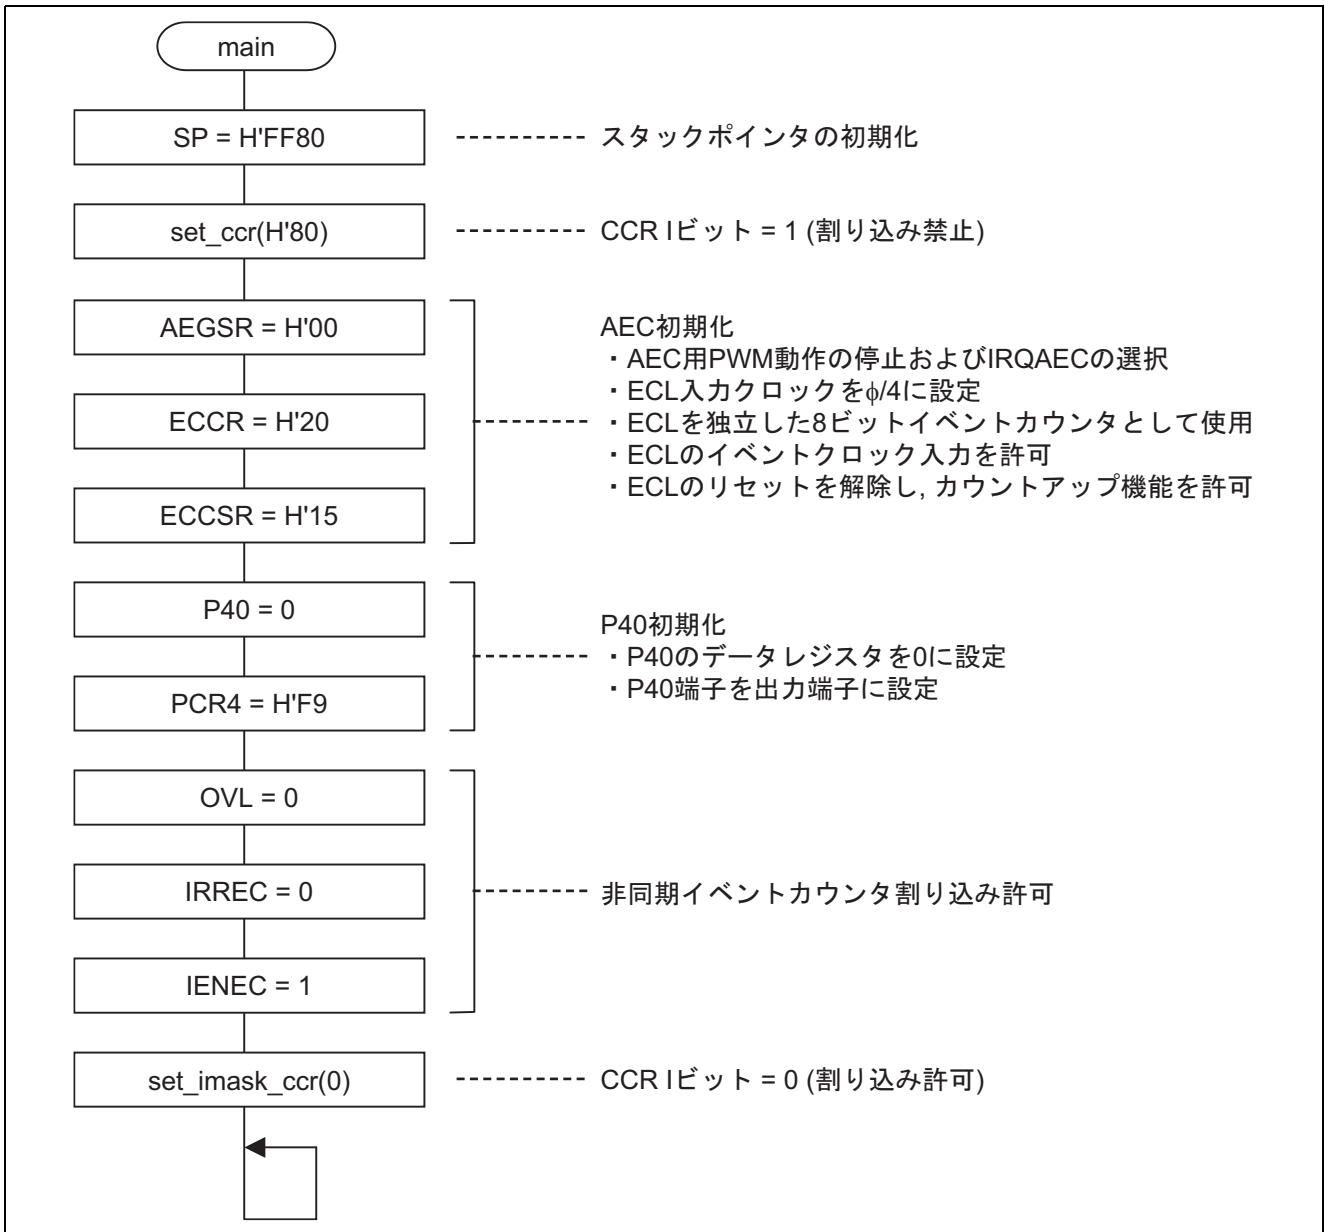 main
SP = H'FF80
スタックポインタの初期化
set_ccr(H'80)
CCR Iビット = 1 (割り込み禁止)
AEGSR = H'00
ECCR = H'20
ECCSR = H'15
AEC初期化
・AEC用PWM動作の停止およびIRQAECの選択
・ECL入力クロックをφ/4に設定
・ECLを独立した8ビットイベントカウンタとして使用
・ECLのイベントクロック入力を許可
・ECLのリセットを解除し, カウントアップ機能を許可
P40 = 0
PCR4 = H'F9
P40初期化
・P40のデータレジスタを0に設定
・P40端子を出力端子に設定
OVL = 0
IRREC = 0
IENEC = 1
非同期イベントカウンタ割り込み許可
set_imask_ccr(0)
CCR Iビット = 0 (割り込み許可)